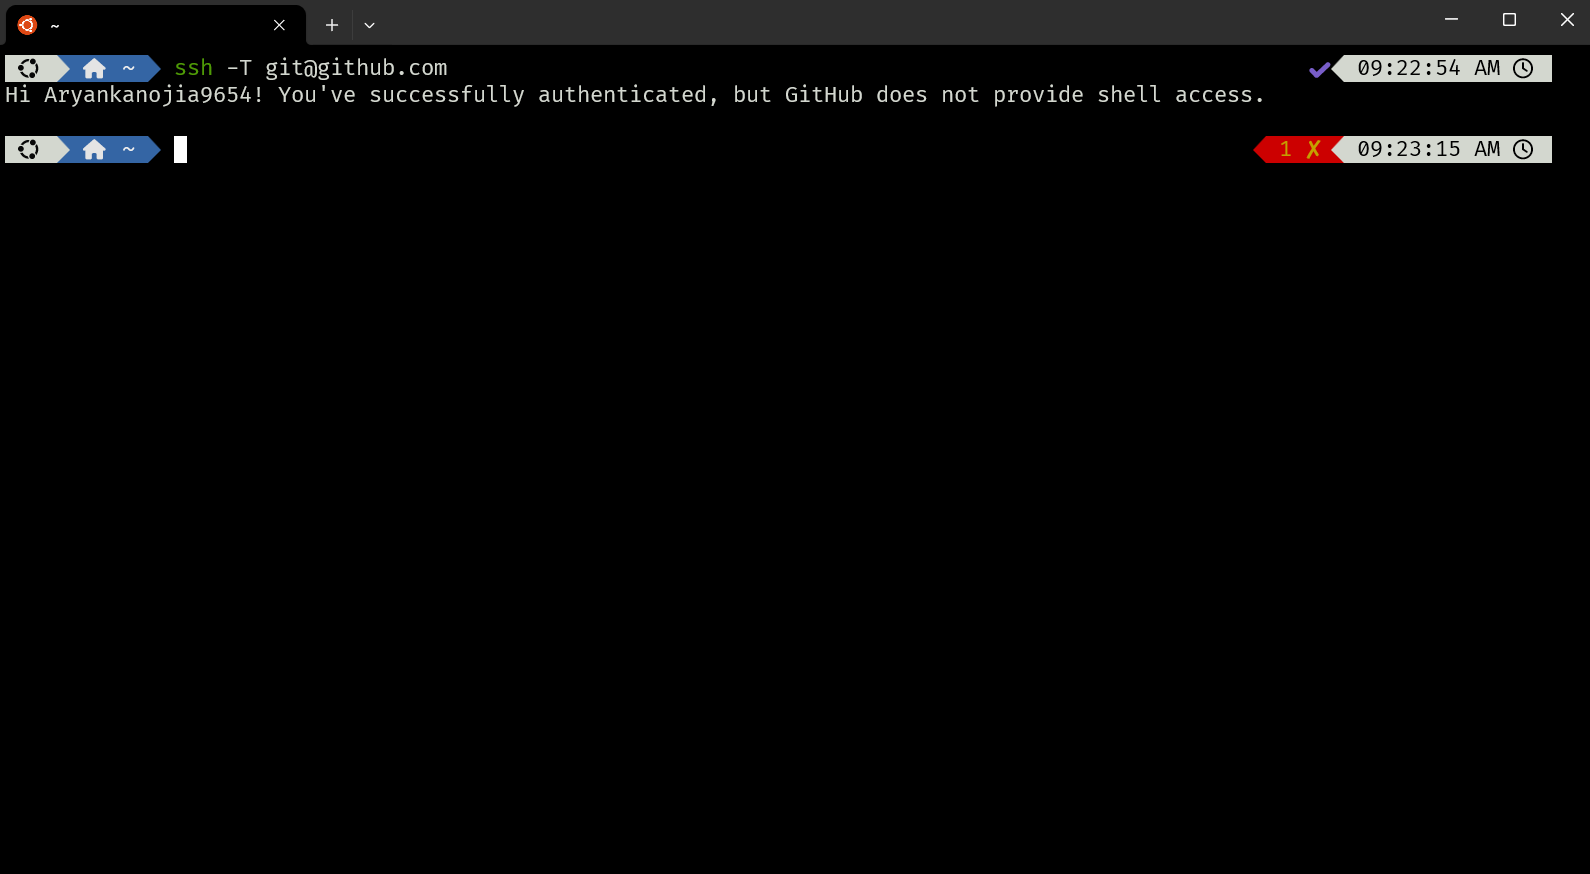 ~
~ ssh -T git@github.com 09:22:54 AM
Hi Aryankanojia9654! You've successfully authenticated, but GitHub does not provide shell access.
~ 1 ✗ 09:23:15 AM